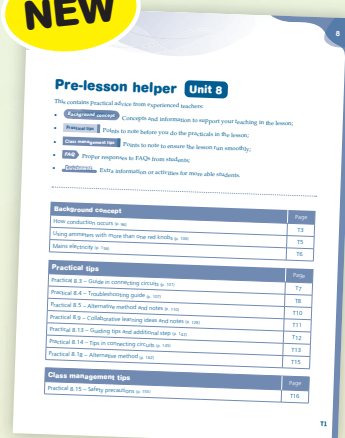 NEW
8
Pre-lesson helper Unit 8
This contains practical advice from experienced teachers:
• Background concept Concepts and information to support your teaching in the lesson;
• Practical tips Points to note before you do the practicals in the lesson;
• Class management tips Points to note to ensure the lesson run smoothly;
• FAQ Proper responses to FAQs from students;
• Enrichment Extra information or activities for more able students.
Background concept Page
How conduction occurs T3
Using ammeters with more than one red knobs T5
Mains electricity T6
Practical tips Page
Practical 8.3 – Guide in connecting circuits T7
Practical 8.4 – Troubleshooting guide T8
Practical 8.5 – Alternative method and notes T10
Practical 8.9 – Collaborative learning ideas and notes T11
Practical 8.13 – Guiding tips and additional step T12
Practical 8.14 – Tips in connecting circuits T13
Practical 8.16 – Alternative method T15
Class management tips Page
Practical 8.15 – Safety precautions T16
T1